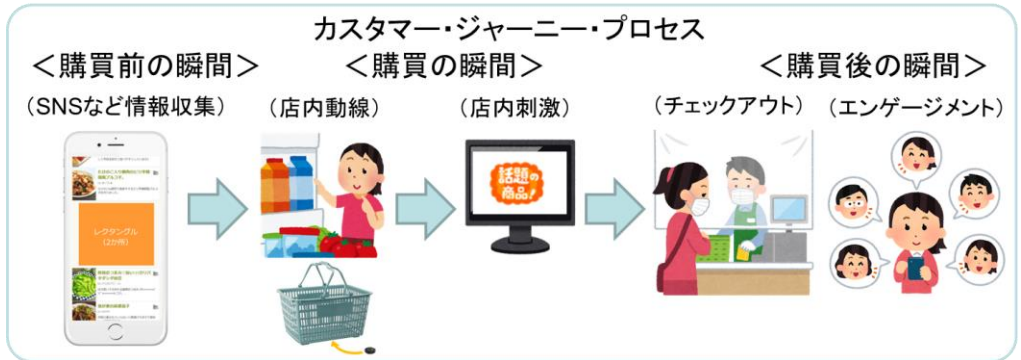 カスタマー・ジャーニー・プロセス
＜購買前の瞬間＞
＜購買の瞬間＞
＜購買後の瞬間＞
（SNSなど情報収集）
（店内動線）
（店内刺激）
（チェックアウト）
（エンゲージメント）
レクタングル
（2か所）
話題の
商品！